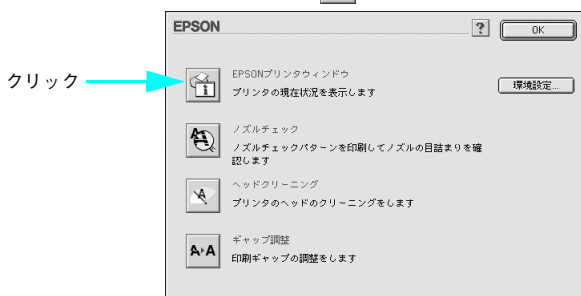 EPSON
? OK
クリック
EPSONプリンタウィンドウ
プリンタの現在状況を表示します
環境設定...
ノズルチェック
ノズルチェックパターンを印刷してノズルの目詰まりを確
認します
ヘッドクリーニング
プリンタのヘッドのクリーニングをします
A▸A
ギャップ調整
印刷ギャップの調整をします